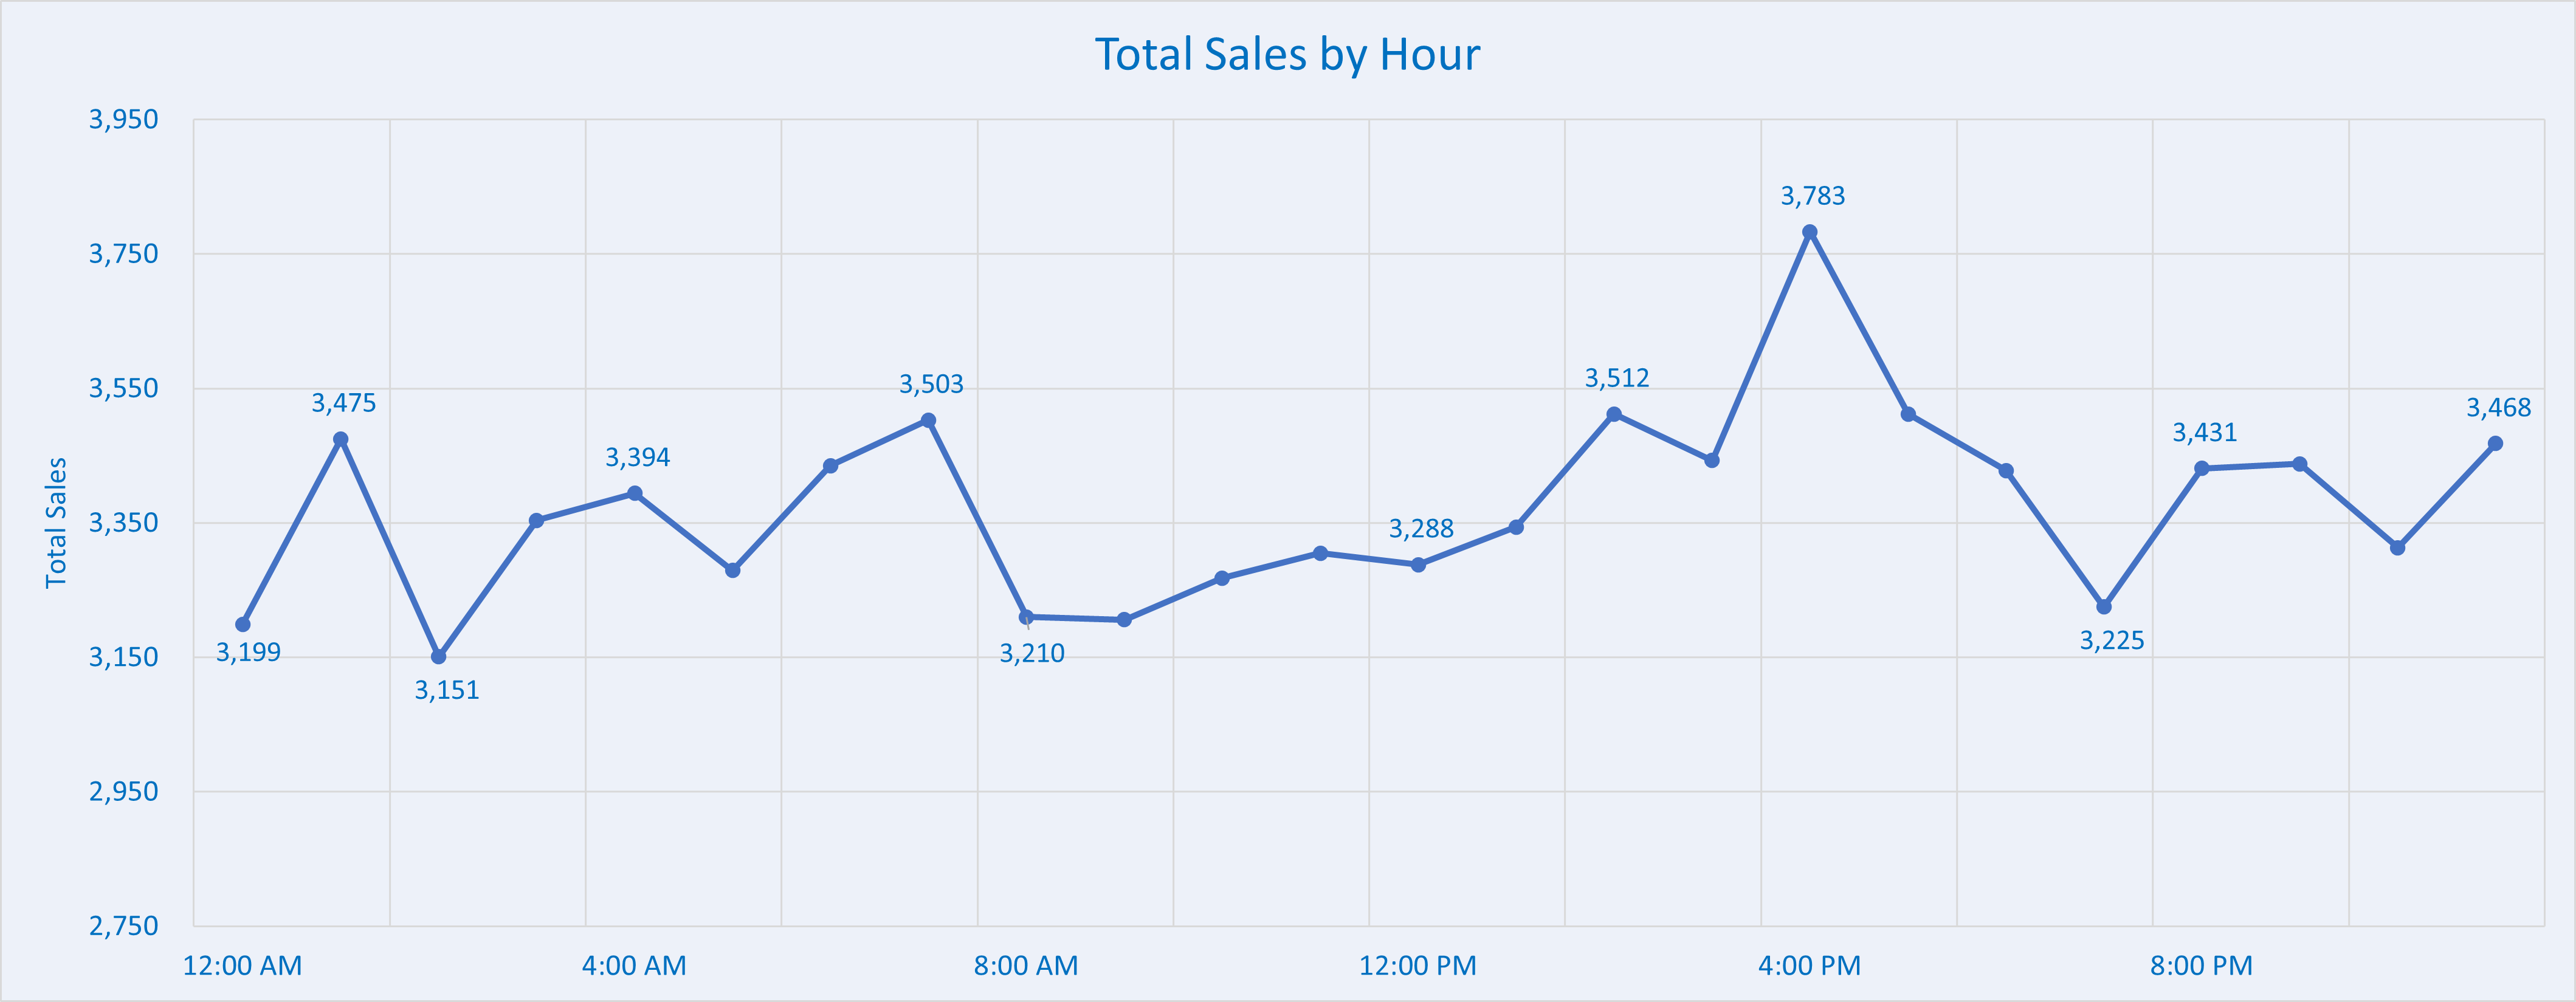 Total Sales by Hour
Total Sales
3,950
3,750
3,550
3,350
3,150
2,950
2,750
3,199
3,475
3,151
3,394
3,503
3,210
3,288
3,512
3,783
3,225
3,431
3,468
12:00 AM
4:00 AM
8:00 AM
12:00 PM
4:00 PM
8:00 PM